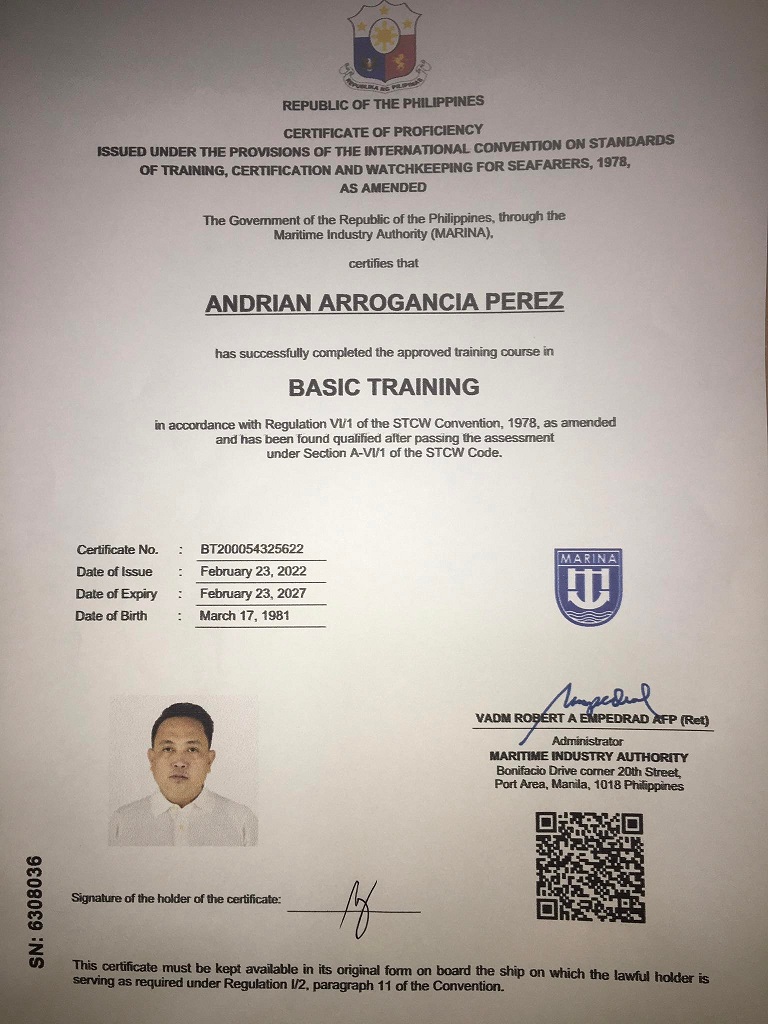 REPUBLIKA NG PILIPINAS
REPUBLIC OF THE PHILIPPINES
CERTIFICATE OF PROFICIENCY
ISSUED UNDER THE PROVISIONS OF THE INTERNATIONAL CONVENTION ON STANDARDS
OF TRAINING, CERTIFICATION AND WATCHKEEPING FOR SEAFARERS, 1978,
AS AMENDED
The Government of the Republic of the Philippines, through the
Maritime Industry Authority (MARINA),
certifies that
ANDRIAN ARROGANCIA PEREZ
has successfully completed the approved training course in
BASIC TRAINING
in accordance with Regulation VI/1 of the STCW Convention, 1978, as amended
and has been found qualified after passing the assessment
under Section A-VI/1 of the STCW Code.
Certificate No. : BT200054325622
Date of Issue : February 23, 2022
Date of Expiry : February 23, 2027
Date of Birth : March 17, 1981
MARINA
VADM ROBERT A EMPEDRAD AFP (Ret)
Administrator
MARITIME INDUSTRY AUTHORITY
Bonifacio Drive corner 20th Street,
Port Area, Manila, 1018 Philippines
Signature of the holder of the certificate:
SN: 6308036
This certificate must be kept available in its original form on board the ship on which the lawful holder is
serving as required under Regulation I/2, paragraph 11 of the Convention.